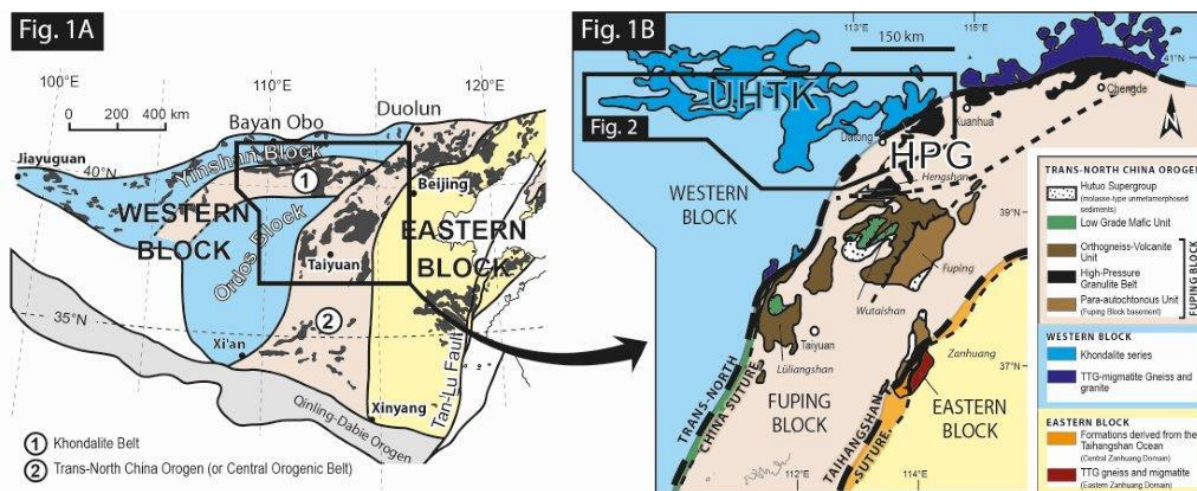 Fig. 1A
100°E
110°E
120°E
0 200 400 km
Duolun
Bayan Obo
Jiayuguan
40°N
Yinshan Block
1
Beijing
WESTERN
BLOCK
Ordos Block
EASTERN
BLOCK
Taiyuan
35°N
2
Xi'an
Tan-Lu Fault
Xinyang
Qinling-Dabie Orogen
1 Khondalite Belt
2 Trans-North China Orogen (or Central Orogenic Belt)
Fig. 1B
113°E
115°E
150 km
41°N
UHTK
Chengde
Fig. 2
Xuanhua
Datong
HPG
N
Hengshan
WESTERN
BLOCK
39°N
Fuping
Wutaishan
Taiyuan
Zanhuang
Lüliangshan
37°N
TRANS-NORTH
CHINA SUTURE
FUPING
BLOCK
TAIHANGSHAN
SUTURE
EASTERN
BLOCK
112°E
114°E
TRANS-NORTH CHINA OROGEN
Hutuo Supergroup
(molasse-type unmetamorphosed
sediments)
Low Grade Mafic Unit
Orthogneiss-Volcanite
Unit
High-Pressure
Granulite Belt
Para-autochtonous Unit
(Fuping Block basement)
FUPING BLOCK
WESTERN BLOCK
Khondalite series
TTG-migmatite Gneiss and
granite
EASTERN BLOCK
Formations derived from the
Taihangshan Ocean
(Central Zanhuang Domain)
TTG gneiss and migmatite
(Eastern Zanhuang Domain)